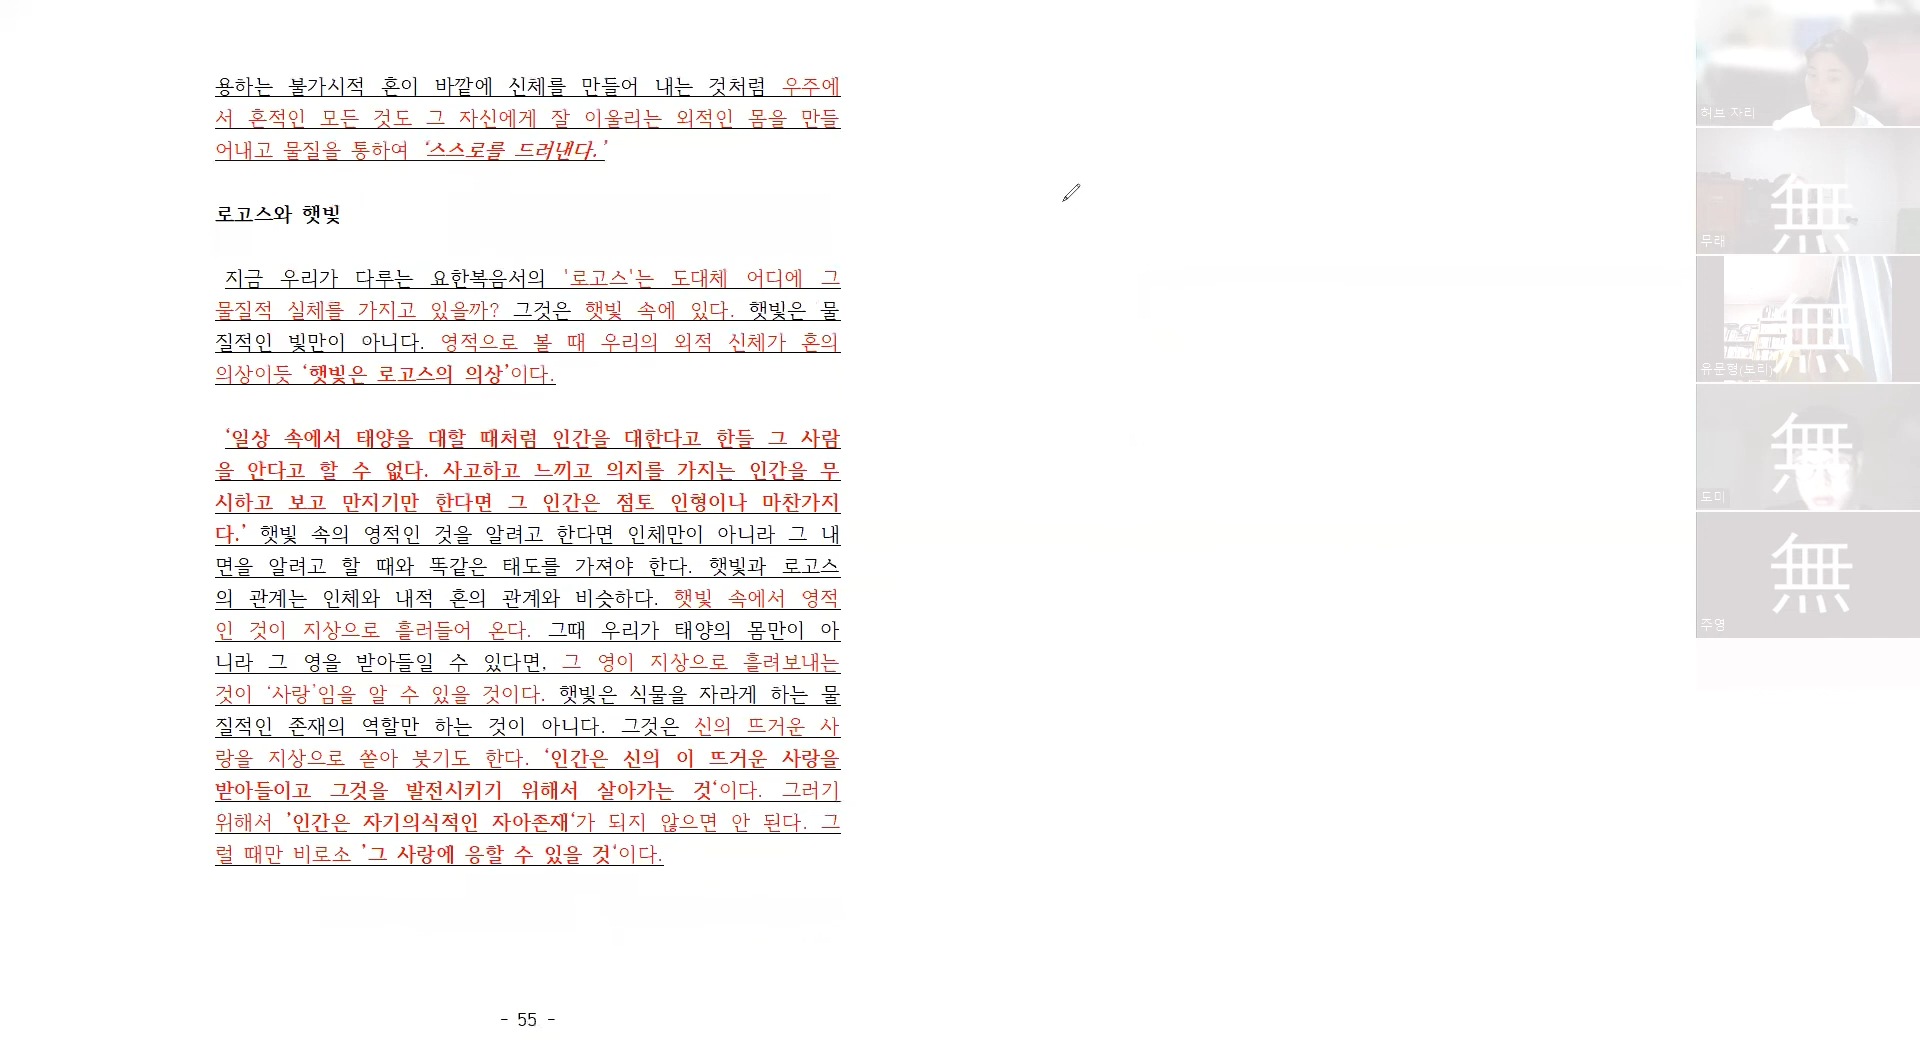 용하는 불가시적 혼이 바깥에 신체를 만들어 내는 것처럼 우주에
서 혼적인 모든 것도 그 자신에게 잘 어울리는 외적인 몸을 만들
어내고 물질을 통하여 ‘스스로를 드러낸다.’
로고스와 햇빛
지금 우리가 다루는 요한복음서의 '로고스'는 도대체 어디에 그
물질적 실체를 가지고 있을까? 그것은 햇빛 속에 있다. 햇빛은 물
질적인 빛만이 아니다. 영적으로 볼 때 우리의 외적 신체가 혼의
의상이듯 ‘햇빛은 로고스의 의상’이다.
‘일상 속에서 태양을 대할 때처럼 인간을 대한다고 한들 그 사람
을 안다고 할 수 없다. 사고하고 느끼고 의지를 가지는 인간을 무
시하고 보고 만지기만 한다면 그 인간은 점토 인형이나 마찬가지
다.’ 햇빛 속의 영적인 것을 알려고 한다면 인체만이 아니라 그 내
면을 알려고 할 때와 똑같은 태도를 가져야 한다. 햇빛과 로고스
의 관계는 인체와 내적 혼의 관계와 비슷하다. 햇빛 속에서 영적
인 것이 지상으로 흘러들어 온다. 그때 우리가 태양의 몸만이 아
니라 그 영을 받아들일 수 있다면, 그 영이 지상으로 흘려보내는
것이 ‘사랑’임을 알 수 있을 것이다. 햇빛은 식물을 자라게 하는 물
질적인 존재의 역할만 하는 것이 아니다. 그것은 신의 뜨거운 사
랑을 지상으로 쏟아 붓기도 한다. ‘인간은 신의 이 뜨거운 사랑을
받아들이고 그것을 발전시키기 위해서 살아가는 것‘이다. 그러기
위해서 ’인간은 자기의식적인 자아존재‘가 되지 않으면 안 된다. 그
럴 때만 비로소 ’그 사랑에 응할 수 있을 것‘이다.
- 55 -
허브 자리
無
무래
無
유문형(보리)
無
도미
無
주영